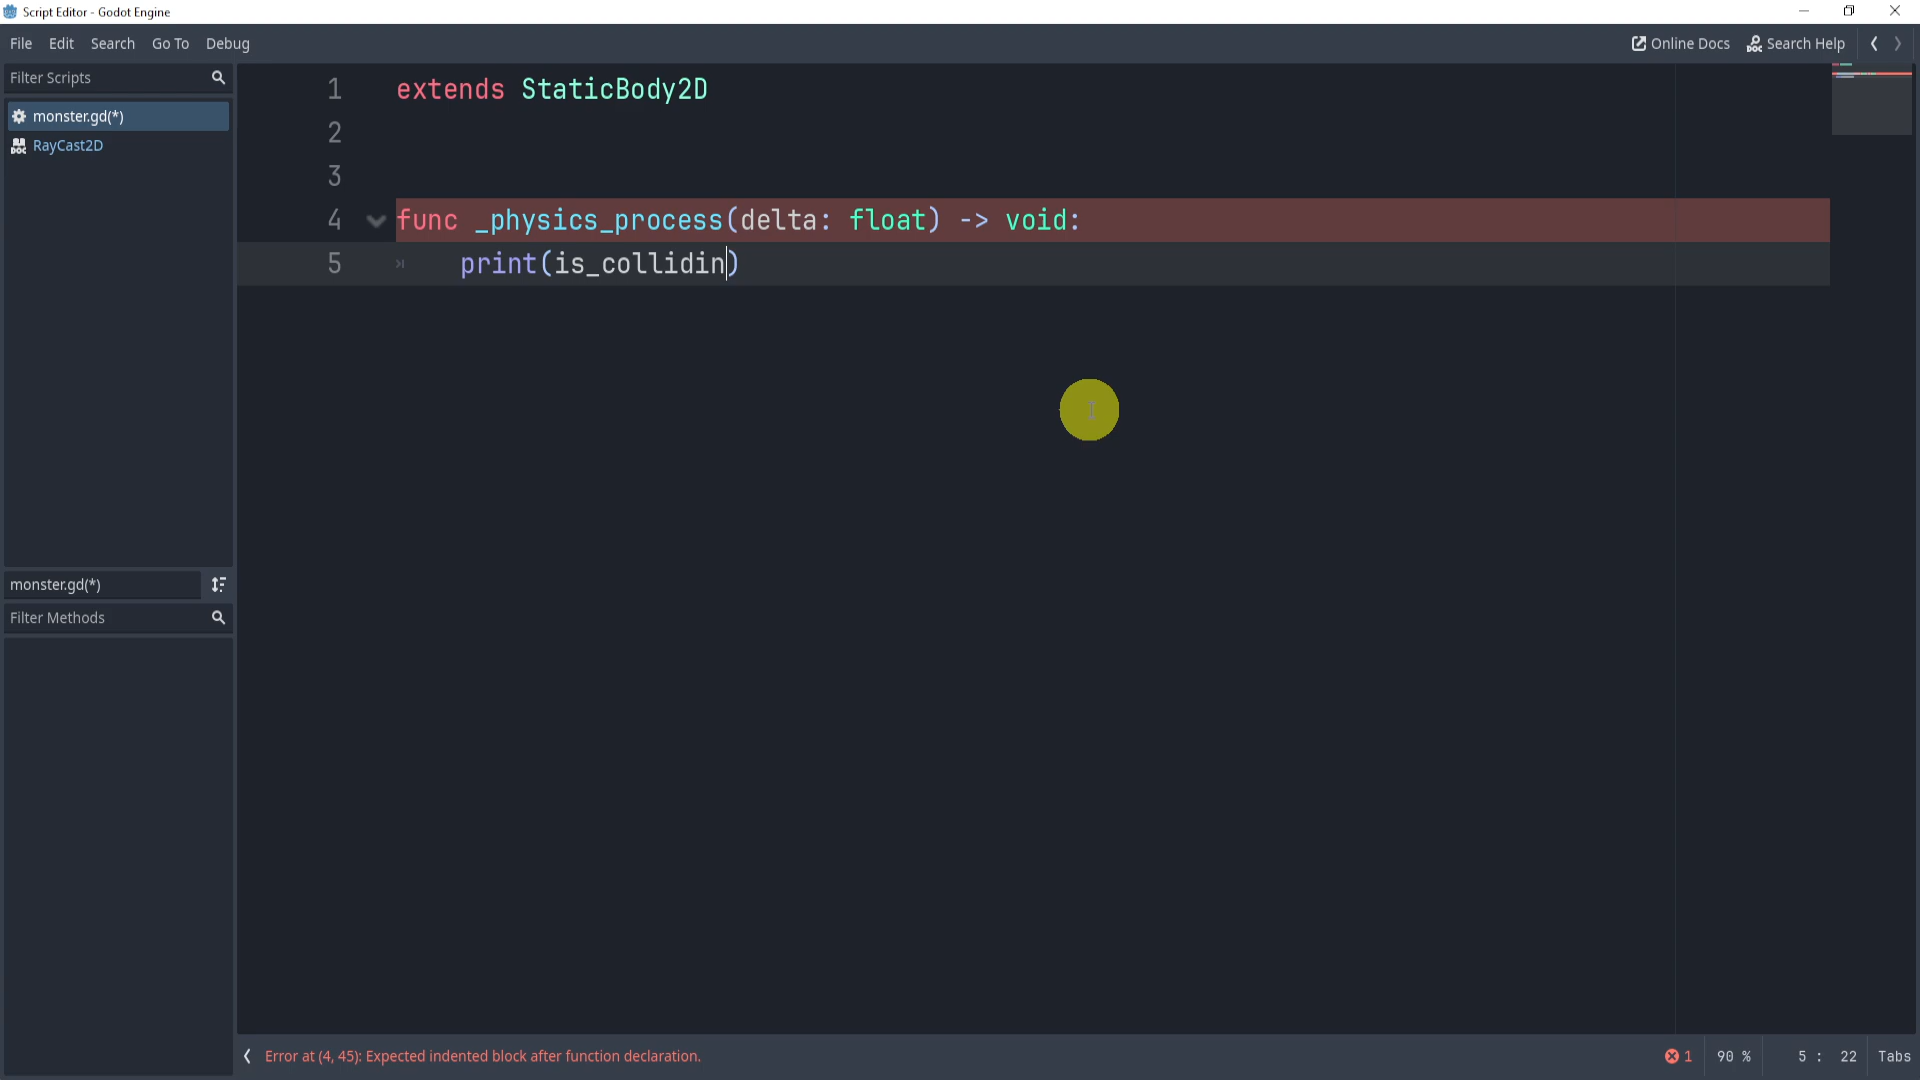 Script Editor - Godot Engine
File Edit Search Go To Debug Online Docs Search Help
Filter Scripts
monster.gd(*)
RayCast2D
1 extends StaticBody2D
2
3
4 func _physics_process(delta: float) -> void:
5 print(is_collidin)
monster.gd(*)
Filter Methods
Error at (4, 45): Expected indented block after function declaration. 1 90 % 5 : 22 Tabs